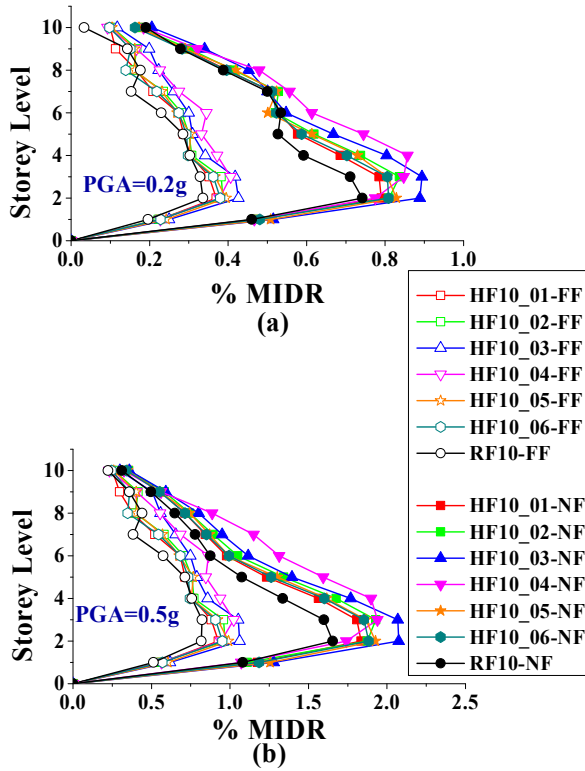 10
8
6
4
2
0
Storey Level
PGA=0.2g
0.0 0.2 0.4 0.6 0.8 1.0
% MIDR
(a)
HF10_01-FF
HF10_02-FF
HF10_03-FF
HF10_04-FF
HF10_05-FF
HF10_06-FF
RF10-FF
HF10_01-NF
HF10_02-NF
HF10_03-NF
HF10_04-NF
HF10_05-NF
HF10_06-NF
RF10-NF
10
8
6
4
2
0
Storey Level
PGA=0.5g
0.0 0.5 1.0 1.5 2.0 2.5
% MIDR
(b)